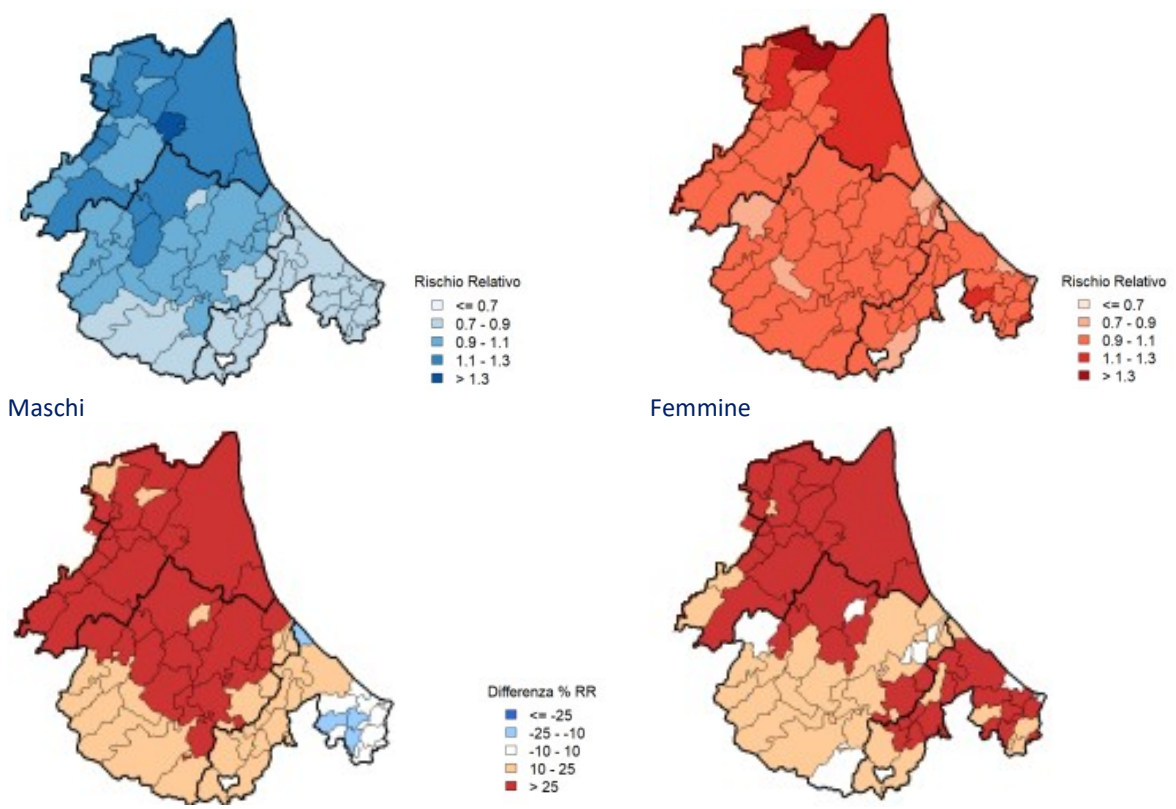 Rischio Relativo
<= 0.7
0.7 - 0.9
0.9 - 1.1
1.1 - 1.3
> 1.3
Rischio Relativo
<= 0.7
0.7 - 0.9
0.9 - 1.1
1.1 - 1.3
> 1.3
Maschi
Femmine
Differenza % RR
<= -25
-25 - -10
-10 - 10
10 - 25
> 25